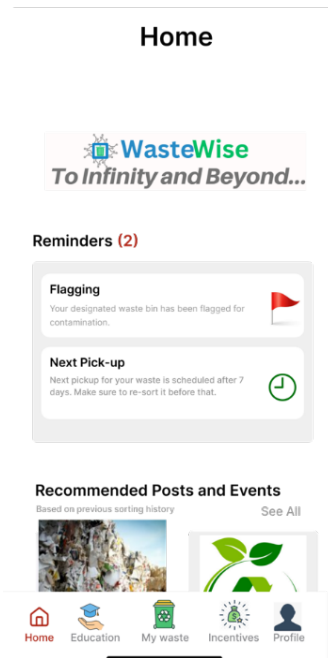 Home
WasteWise
To Infinity and Beyond...
Reminders (2)
Flagging
Your designated waste bin has been flagged for
contamination.
Next Pick-up
Next pickup for your waste is scheduled after 7
days. Make sure to re-sort it before that.
Recommended Posts and Events
Based on previous sorting history
See All
Home
Education
My waste
Incentives
Profile